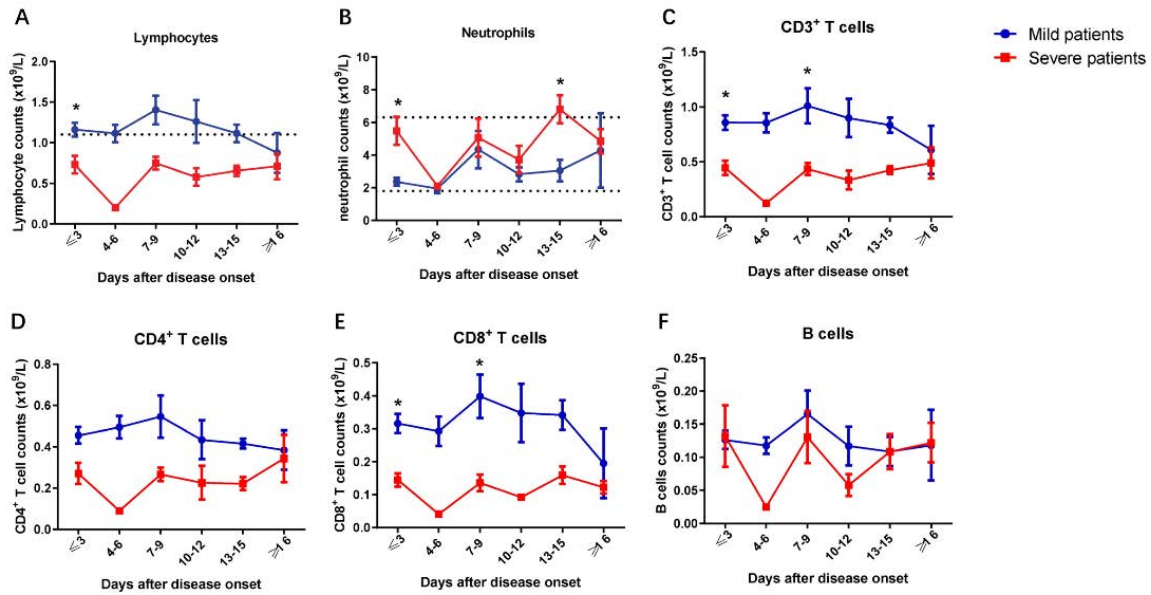 A
Lymphocytes
Lymphocyte counts (x10⁹/L)
2.0
1.5
1.0
0.5
0.0
*
⩽3
4-6
7-9
10-12
13-15
⩾16
Days after disease onset
B
Neutrophils
neutrophil counts (x10⁹/L)
10
8
6
4
2
0
*
*
⩽3
4-6
7-9
10-12
13-15
⩾16
Days after disease onset
C
CD3⁺ T cells
CD3⁺ T cell counts (x10⁹/L)
1.5
1.0
0.5
0.0
*
*
⩽3
4-6
7-9
10-12
13-15
⩾16
Days after disease onset
Mild patients
Severe patients
D
CD4⁺ T cells
CD4⁺ T cell counts (x10⁹/L)
0.8
0.6
0.4
0.2
0.0
⩽3
4-6
7-9
10-12
13-15
⩾16
Days after disease onset
E
CD8⁺ T cells
CD8⁺ T cell counts (x10⁹/L)
0.5
0.4
0.3
0.2
0.1
0.0
*
*
⩽3
4-6
7-9
10-12
13-15
⩾16
Days after disease onset
F
B cells
B cells counts (x10⁹/L)
0.25
0.20
0.15
0.10
0.05
0.00
⩽3
4-6
7-9
10-12
13-15
⩾16
Days after disease onset